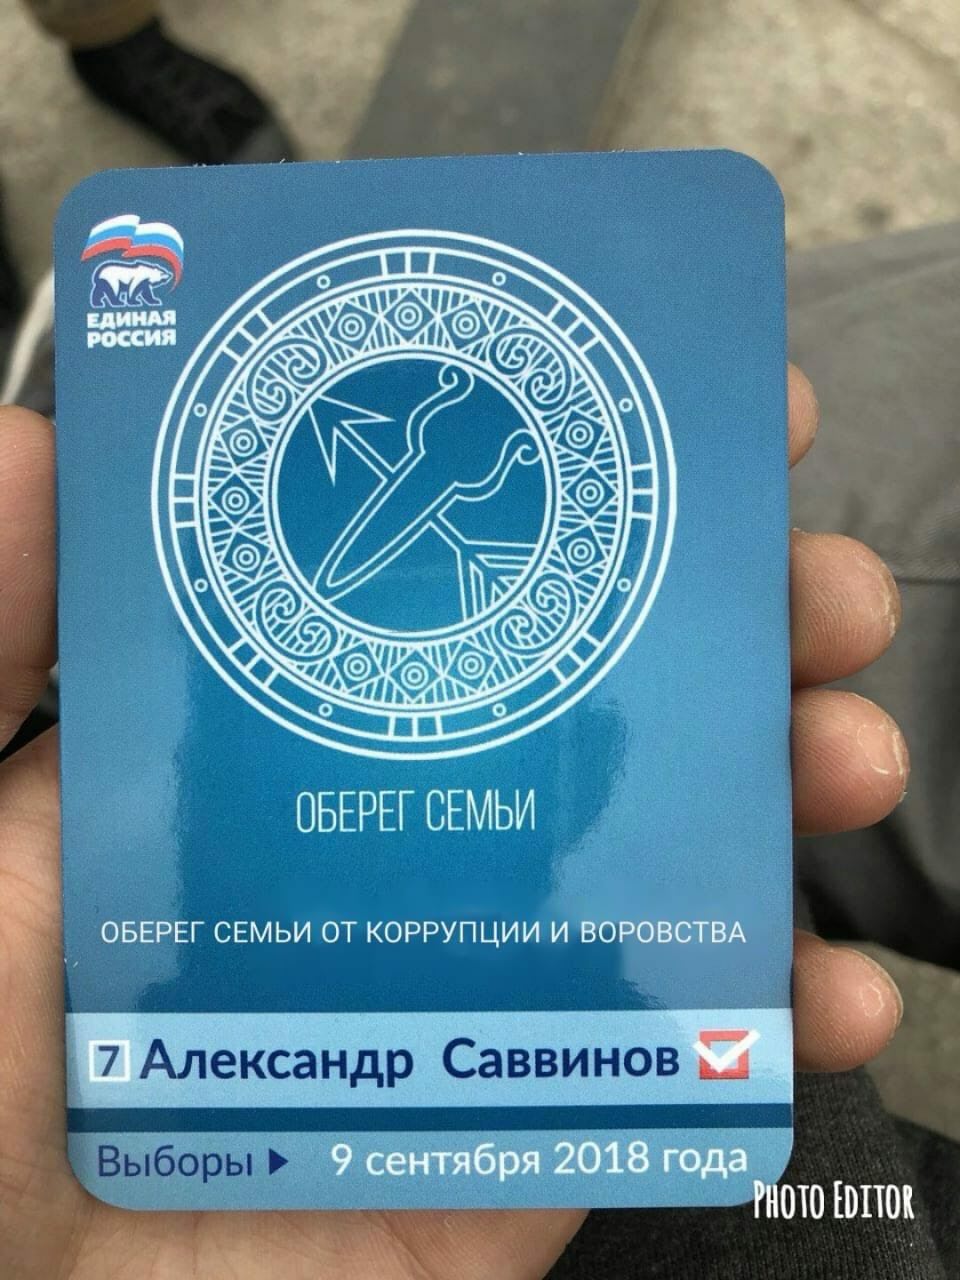 ЕДИНАЯ
РОССИЯ
ОБЕРЕГ СЕМЬИ
ОБЕРЕГ СЕМЬИ ОТ КОРРУПЦИИ И ВОРОВСТВА
7 Александр Саввинов
Выборы 9 сентября 2018 года
PHOTO EDITOR